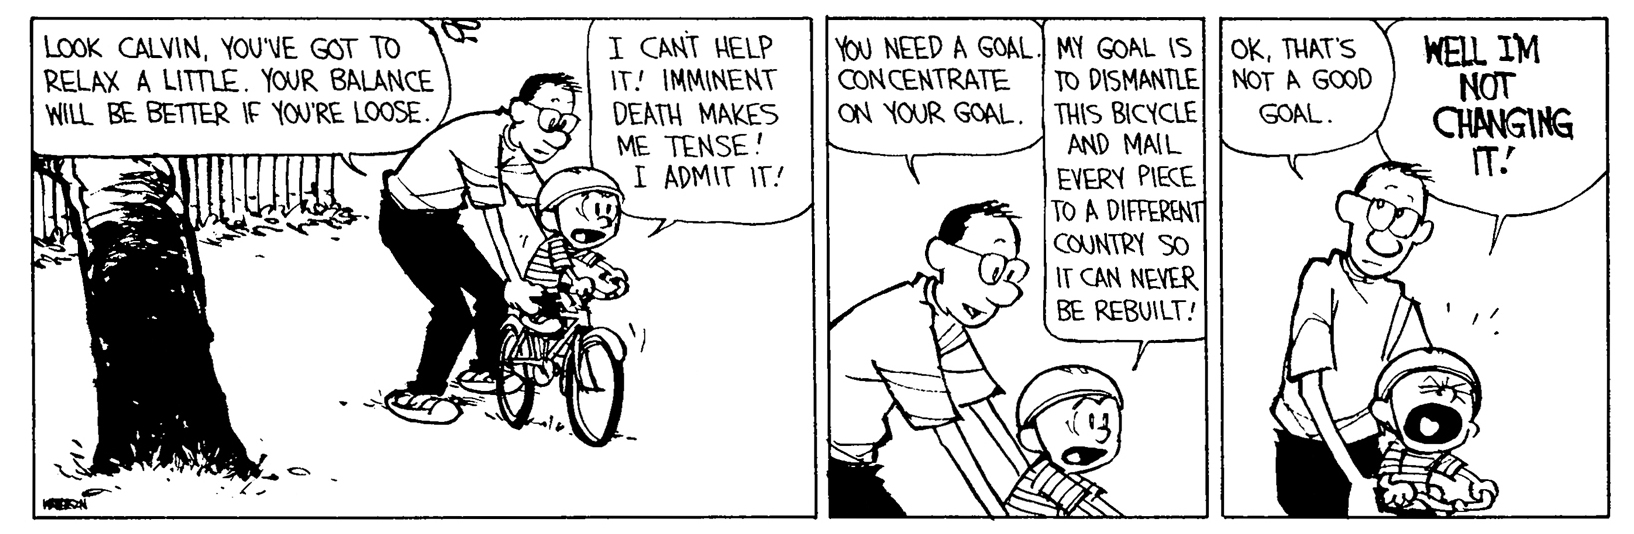 LOOK CALVIN, YOU'VE GOT TO
RELAX A LITTLE. YOUR BALANCE
WILL BE BETTER IF YOU'RE LOOSE.
I CAN'T HELP
IT! IMMINENT
DEATH MAKES
ME TENSE!
I ADMIT IT!
WATTERSON
YOU NEED A GOAL.
CONCENTRATE
ON YOUR GOAL.
MY GOAL IS
TO DISMANTLE
THIS BICYCLE
AND MAIL
EVERY PIECE
TO A DIFFERENT
COUNTRY SO
IT CAN NEVER
BE REBUILT!
OK, THAT'S
NOT A GOOD
GOAL.
WELL I'M
NOT
CHANGING
IT!